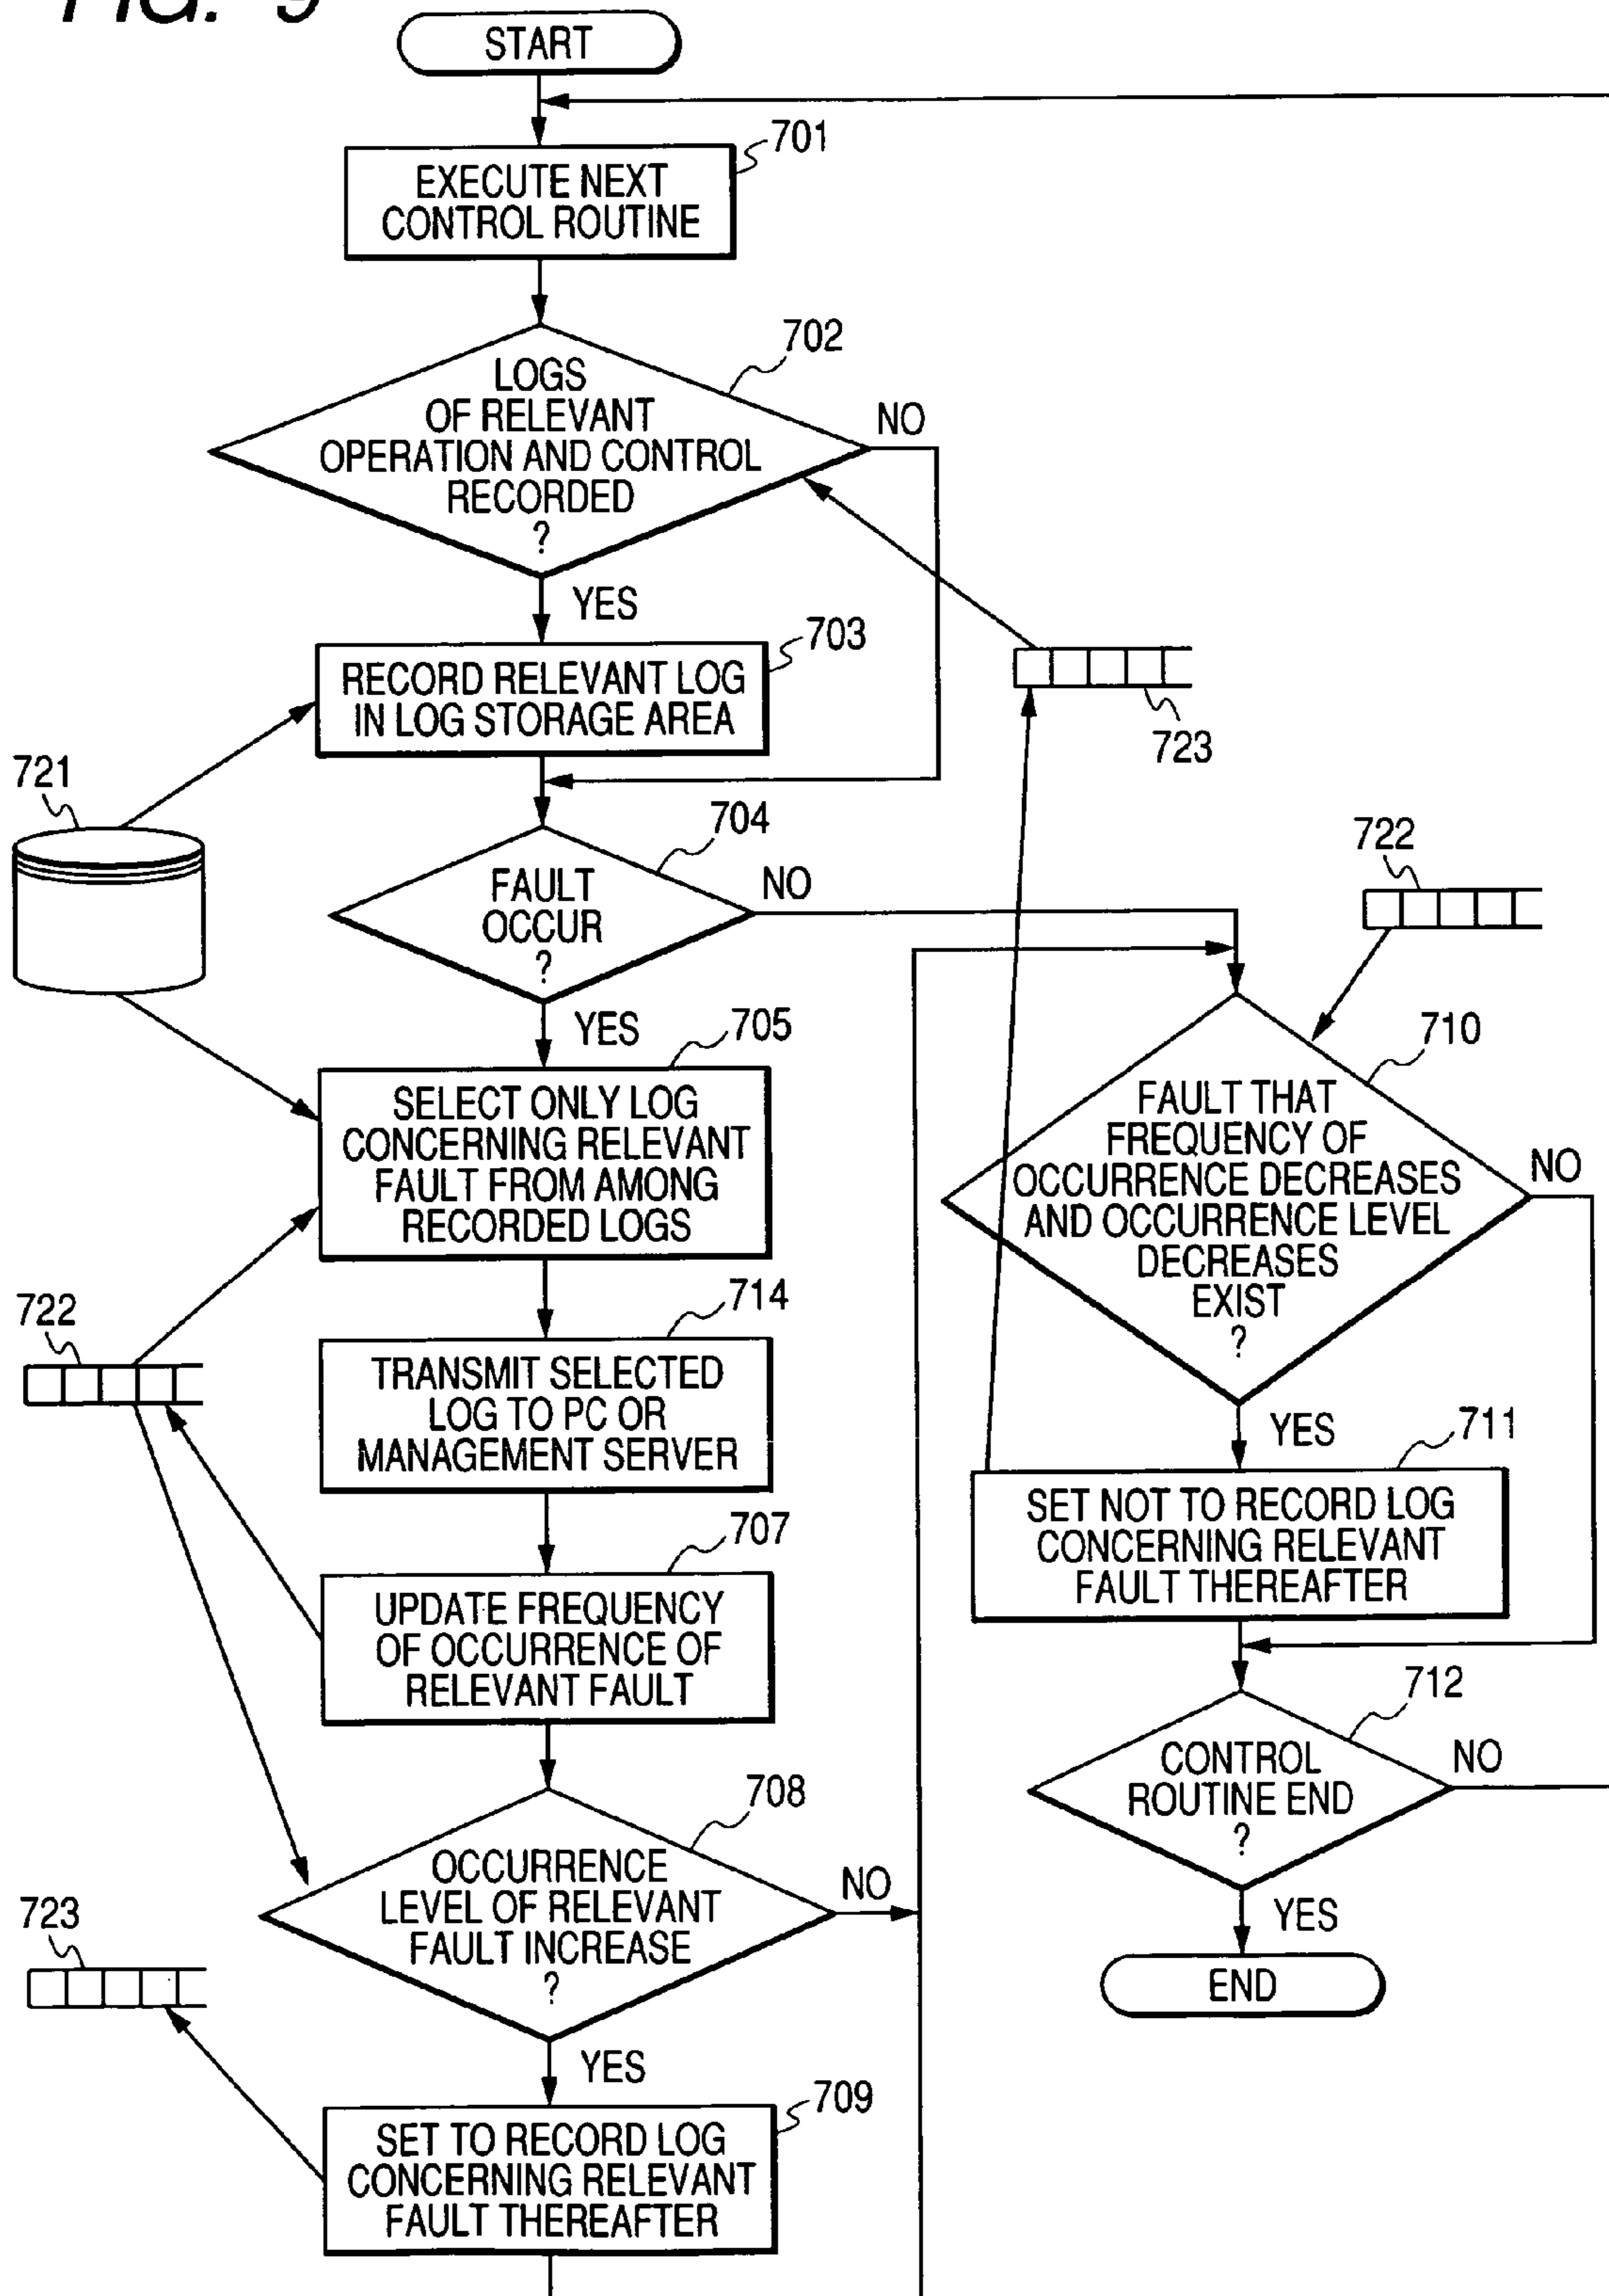 FIG. 9
START
701
EXECUTE NEXT
CONTROL ROUTINE
702
LOGS
OF RELEVANT
OPERATION AND CONTROL
RECORDED
?
NO
YES
703
RECORD RELEVANT LOG
IN LOG STORAGE AREA
723
721
704
FAULT
OCCUR
?
NO
YES
722
705
SELECT ONLY LOG
CONCERNING RELEVANT
FAULT FROM AMONG
RECORDED LOGS
710
FAULT THAT
FREQUENCY OF
OCCURRENCE DECREASES
AND OCCURRENCE LEVEL
DECREASES
EXIST
?
NO
YES
722
714
TRANSMIT SELECTED
LOG TO PC OR
MANAGEMENT SERVER
711
SET NOT TO RECORD LOG
CONCERNING RELEVANT
FAULT THEREAFTER
707
UPDATE FREQUENCY
OF OCCURRENCE OF
RELEVANT FAULT
712
CONTROL
ROUTINE END
?
NO
YES
END
708
OCCURRENCE
LEVEL OF RELEVANT
FAULT INCREASE
?
NO
YES
723
709
SET TO RECORD LOG
CONCERNING RELEVANT
FAULT THEREAFTER